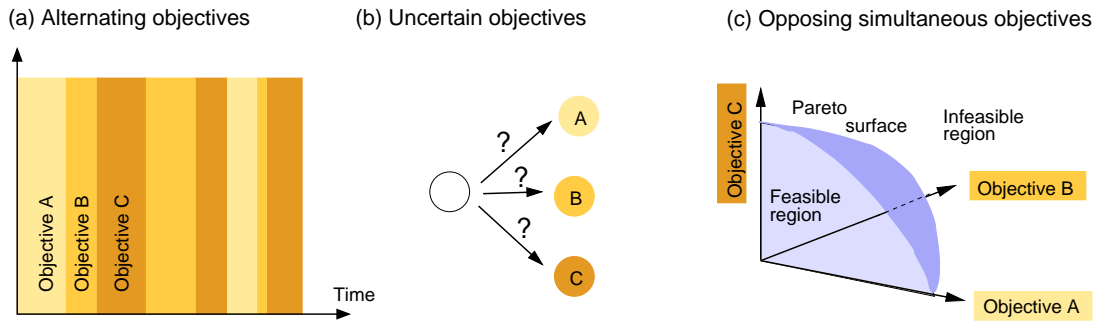 (a) Alternating objectives
Objective A
Objective B
Objective C
Time
(b) Uncertain objectives
?
?
?
A
B
C
(c) Opposing simultaneous objectives
Objective C
Pareto
surface
Infeasible
region
Feasible
region
Objective B
Objective A